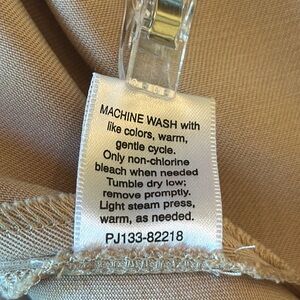 MACHINE WASH with
like colors, warm,
gentle cycle.
Only non-chlorine
bleach when needed
Tumble dry low;
remove promptly.
Light steam press,
warm, as needed.
PJ133-82218